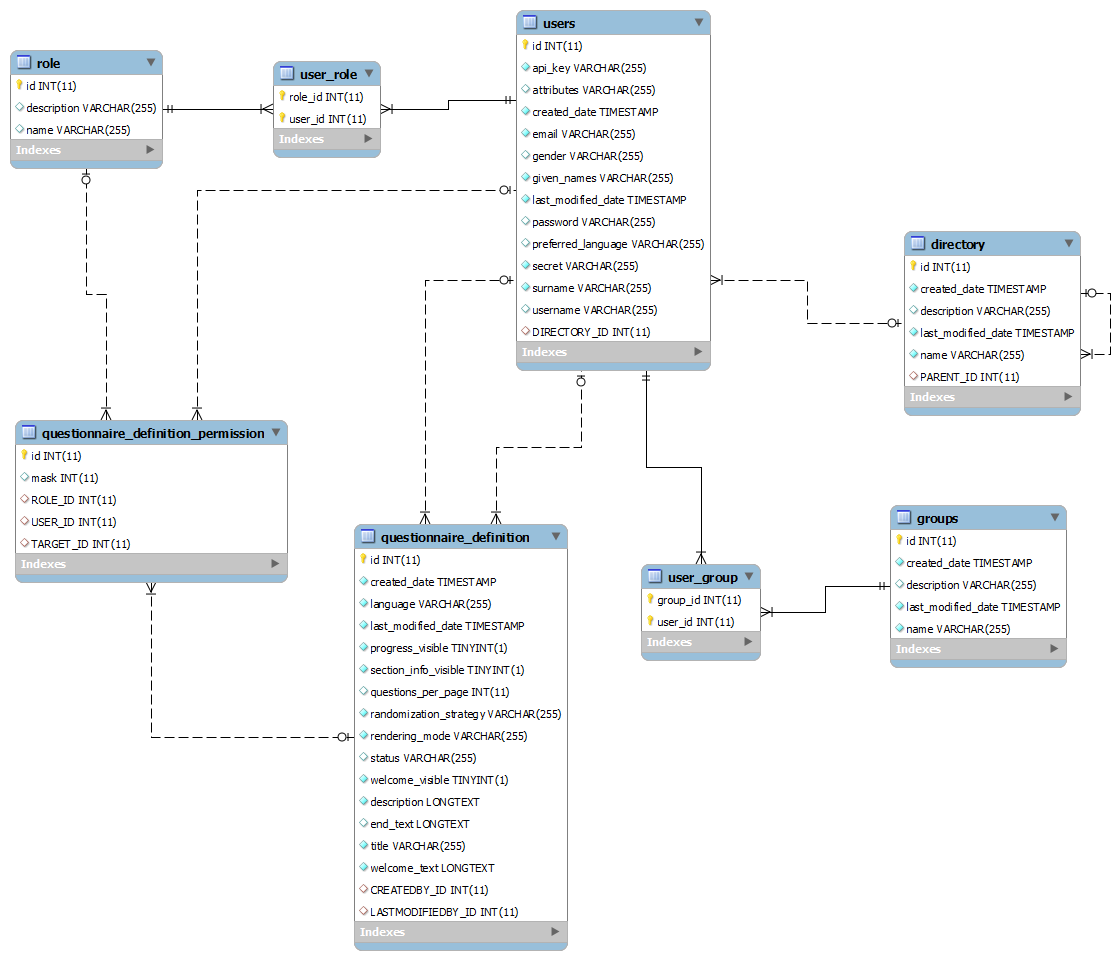 role
id INT(11)
description VARCHAR(255)
name VARCHAR(255)
Indexes
user_role
role_id INT(11)
user_id INT(11)
Indexes
users
id INT(11)
api_key VARCHAR(255)
attributes VARCHAR(255)
created_date TIMESTAMP
email VARCHAR(255)
gender VARCHAR(255)
given_names VARCHAR(255)
last_modified_date TIMESTAMP
password VARCHAR(255)
preferred_language VARCHAR(255)
secret VARCHAR(255)
surname VARCHAR(255)
username VARCHAR(255)
DIRECTORY_ID INT(11)
Indexes
directory
id INT(11)
created_date TIMESTAMP
description VARCHAR(255)
last_modified_date TIMESTAMP
name VARCHAR(255)
PARENT_ID INT(11)
Indexes
questionnaire_definition_permission
id INT(11)
mask INT(11)
ROLE_ID INT(11)
USER_ID INT(11)
TARGET_ID INT(11)
Indexes
questionnaire_definition
id INT(11)
created_date TIMESTAMP
language VARCHAR(255)
last_modified_date TIMESTAMP
progress_visible TINYINT(1)
section_info_visible TINYINT(1)
questions_per_page INT(11)
randomization_strategy VARCHAR(255)
rendering_mode VARCHAR(255)
status VARCHAR(255)
welcome_visible TINYINT(1)
description LONGTEXT
end_text LONGTEXT
title VARCHAR(255)
welcome_text LONGTEXT
CREATEDBY_ID INT(11)
LASTMODIFIEDBY_ID INT(11)
Indexes
user_group
group_id INT(11)
user_id INT(11)
Indexes
groups
id INT(11)
created_date TIMESTAMP
description VARCHAR(255)
last_modified_date TIMESTAMP
name VARCHAR(255)
Indexes